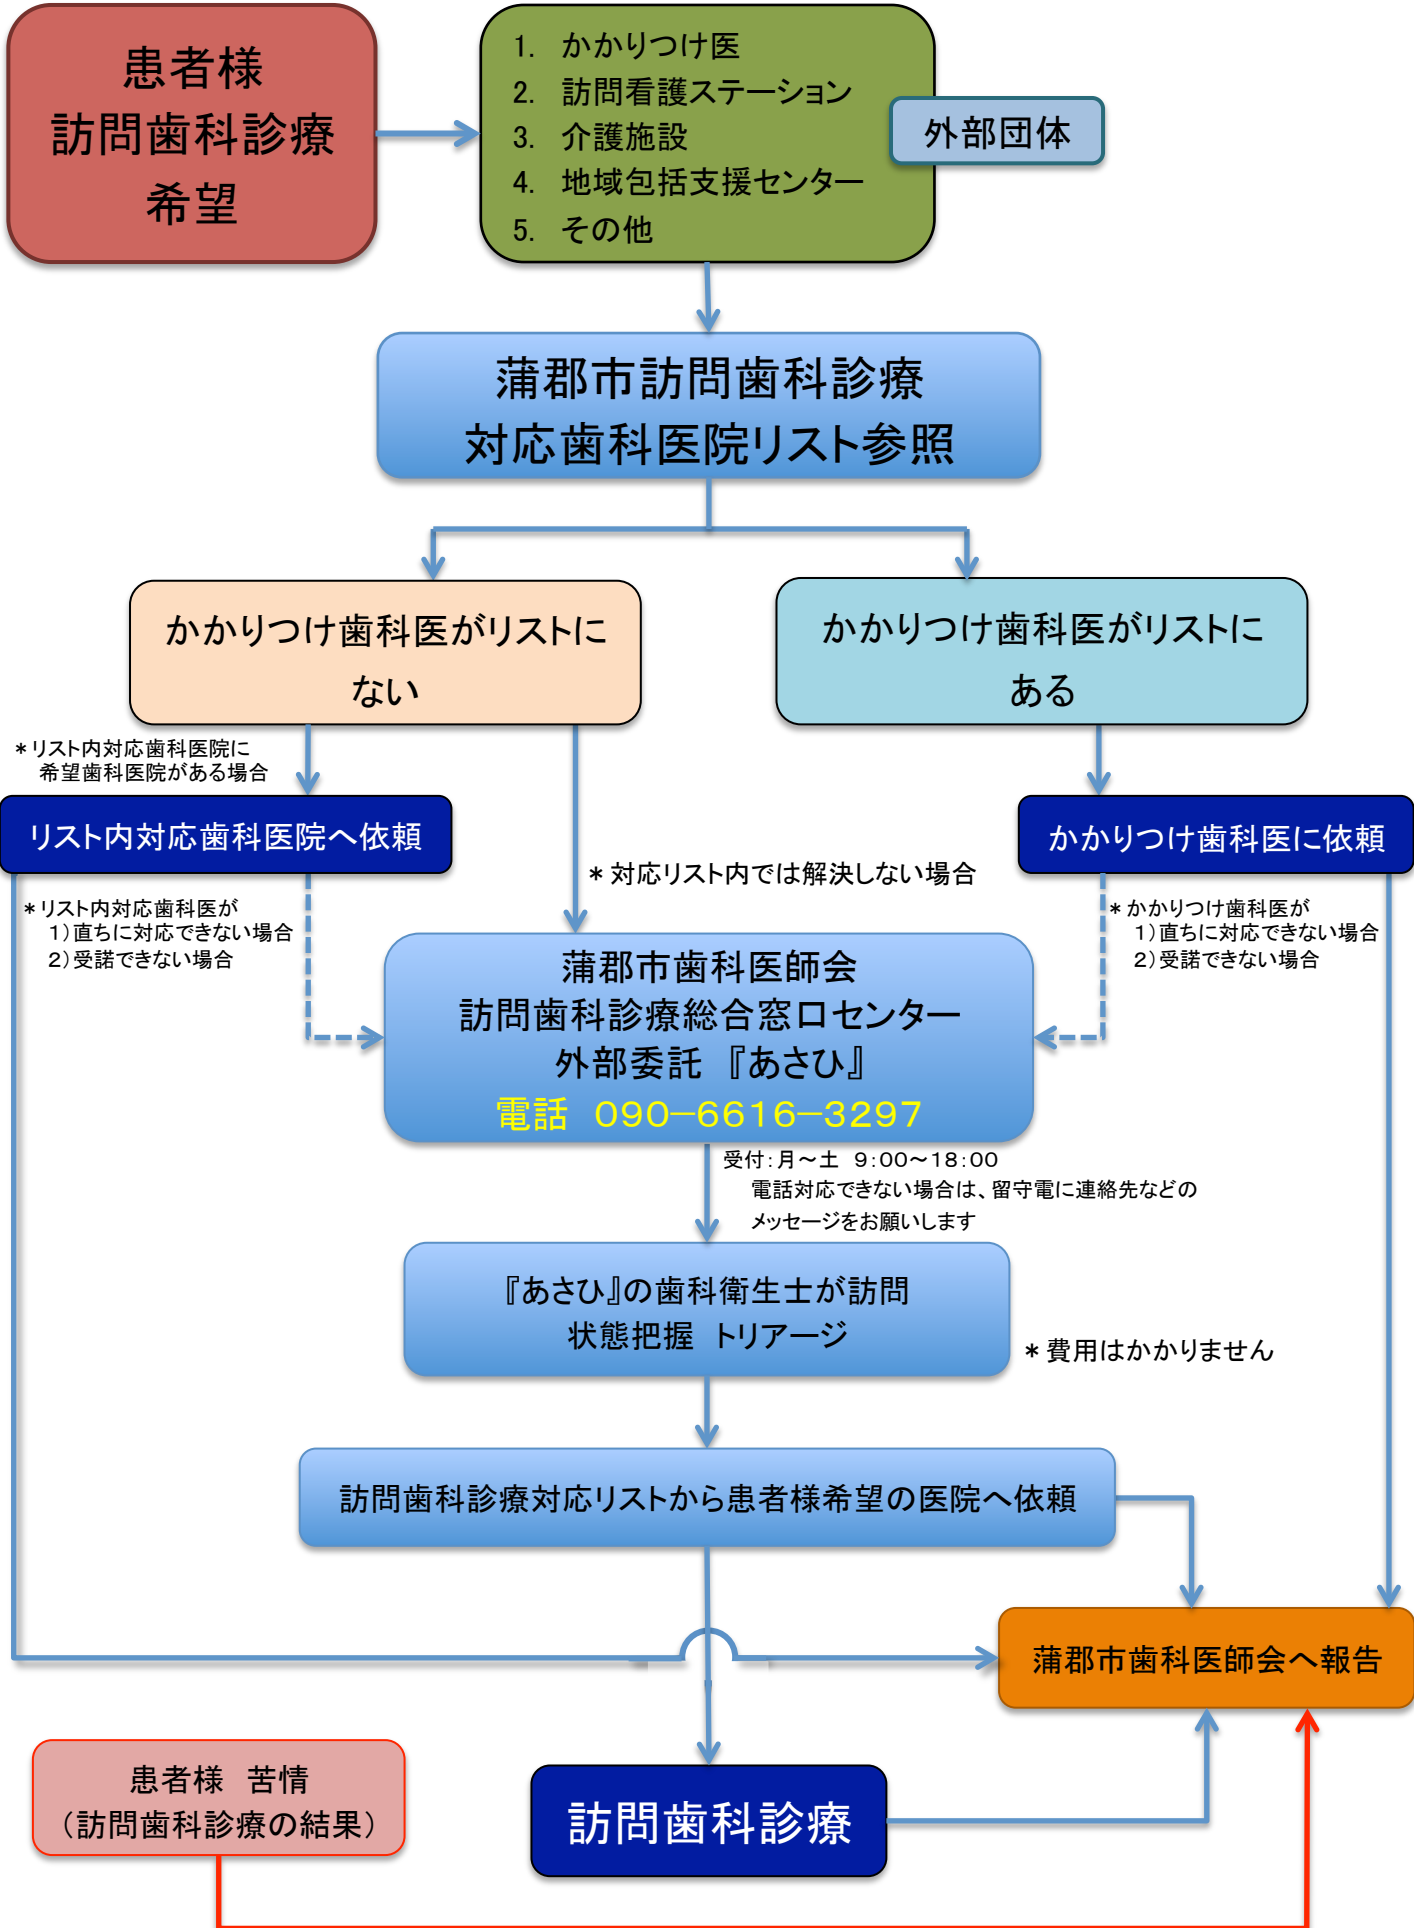 患者様
訪問歯科診療
希望
1. かかりつけ医
2. 訪問看護ステーション
3. 介護施設
4. 地域包括支援センター
5. その他
外部団体
蒲郡市訪問歯科診療
対応歯科医院リスト参照
かかりつけ歯科医がリストに
ない
かかりつけ歯科医がリストに
ある
＊リスト内対応歯科医院に
希望歯科医院がある場合
リスト内対応歯科医院へ依頼
かかりつけ歯科医に依頼
＊対応リスト内では解決しない場合
＊リスト内対応歯科医が
１）直ちに対応できない場合
２）受諾できない場合
＊かかりつけ歯科医が
１）直ちに対応できない場合
２）受諾できない場合
蒲郡市歯科医師会
訪問歯科診療総合窓口センター
外部委託　『あさひ』
電話　０９０−６６１６−３２９７
受付：月〜土　９：００〜１８：００
電話対応できない場合は、留守電に連絡先などの
メッセージをお願いします
『あさひ』の歯科衛生士が訪問
状態把握　トリアージ
＊費用はかかりません
訪問歯科診療対応リストから患者様希望の医院へ依頼
蒲郡市歯科医師会へ報告
患者様　苦情
（訪問歯科診療の結果）
訪問歯科診療